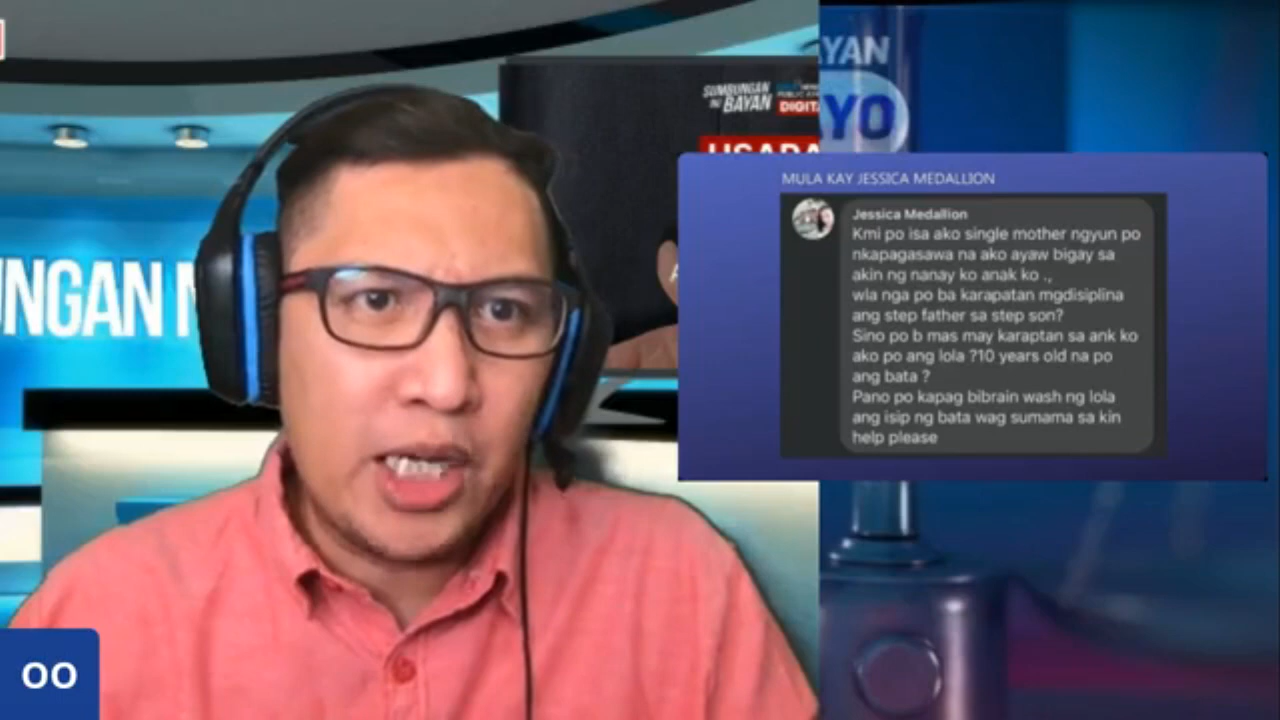 UNGAN N
SUMBUNGAN
NG BAYAN
DIGITA
USAPA
AYAN
AYO
MULA KAY JESSICA MEDALLION
Jessica Medallion
Kmi po isa ako single mother ngyun po
nkapagasawa na ako ayaw bigay sa
akin ng nanay ko anak ko .,
wla nga po ba karapatan mgdisiplina
ang step father sa step son?
Sino po b mas may karaptan sa ank ko
ako po ang lola ?10 years old na po
ang bata ?
Pano po kapag bibrain wash ng lola
ang isip ng bata wag sumama sa kin
help please
OO